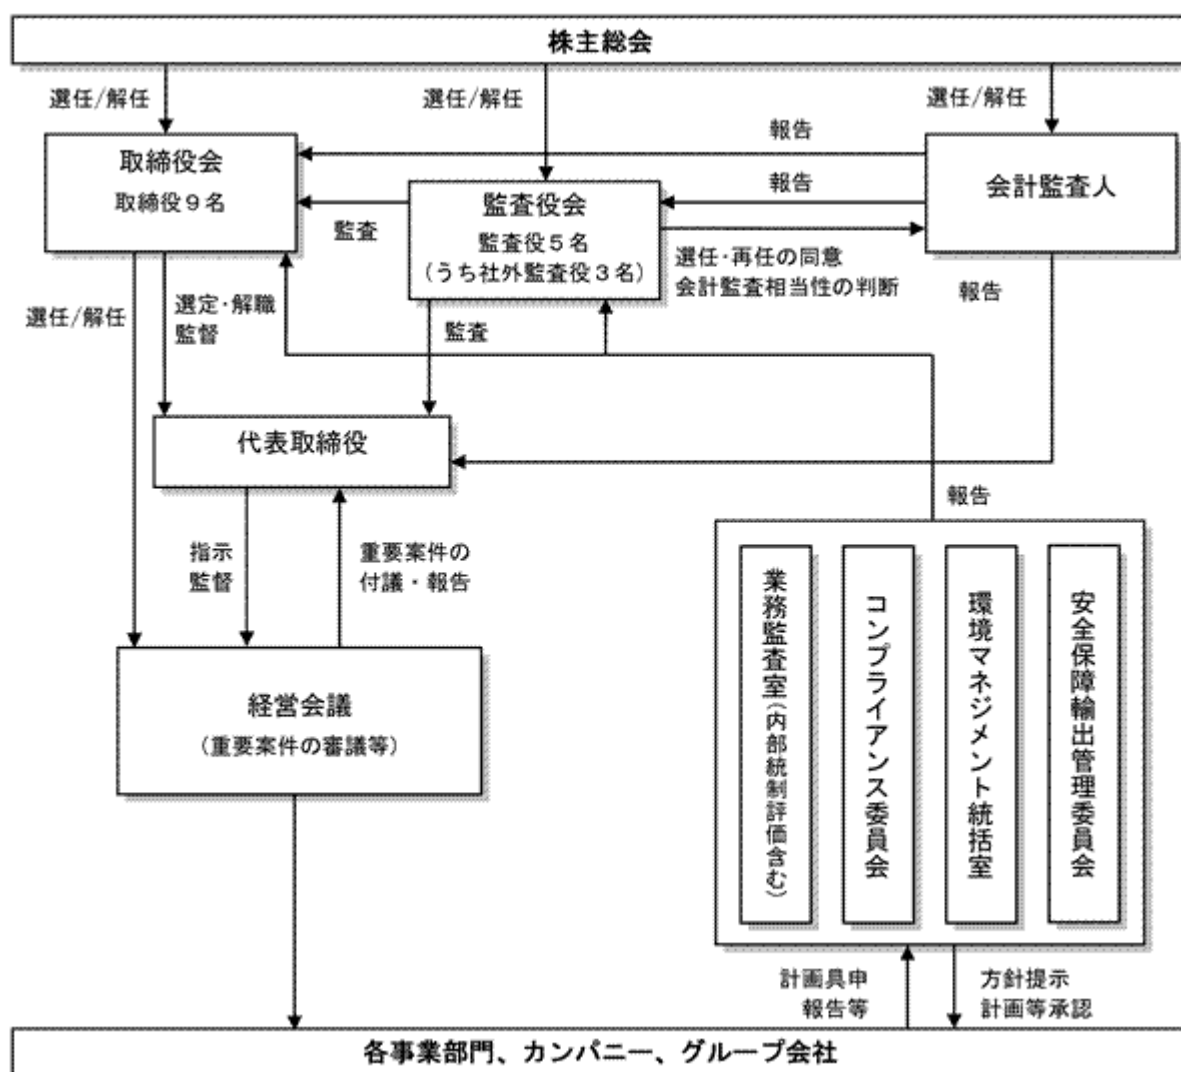 株主総会
選任/解任
選任/解任
選任/解任
取締役会
取締役9名
報告
会計監査人
報告
監査役会
監査役5名
(うち社外監査役3名)
監査
選任・再任の同意
会計監査相当性の判断
報告
選任/解任
選定・解職
監督
監査
代表取締役
報告
指示
監督
重要案件の
付議・報告
経営会議
(重要案件の審議等)
業務監査室(内部統制評価含む)
コンプライアンス委員会
環境マネジメント統括室
安全保障輸出管理委員会
計画具申
報告等
方針提示
計画等承認
各事業部門、カンパニー、グループ会社